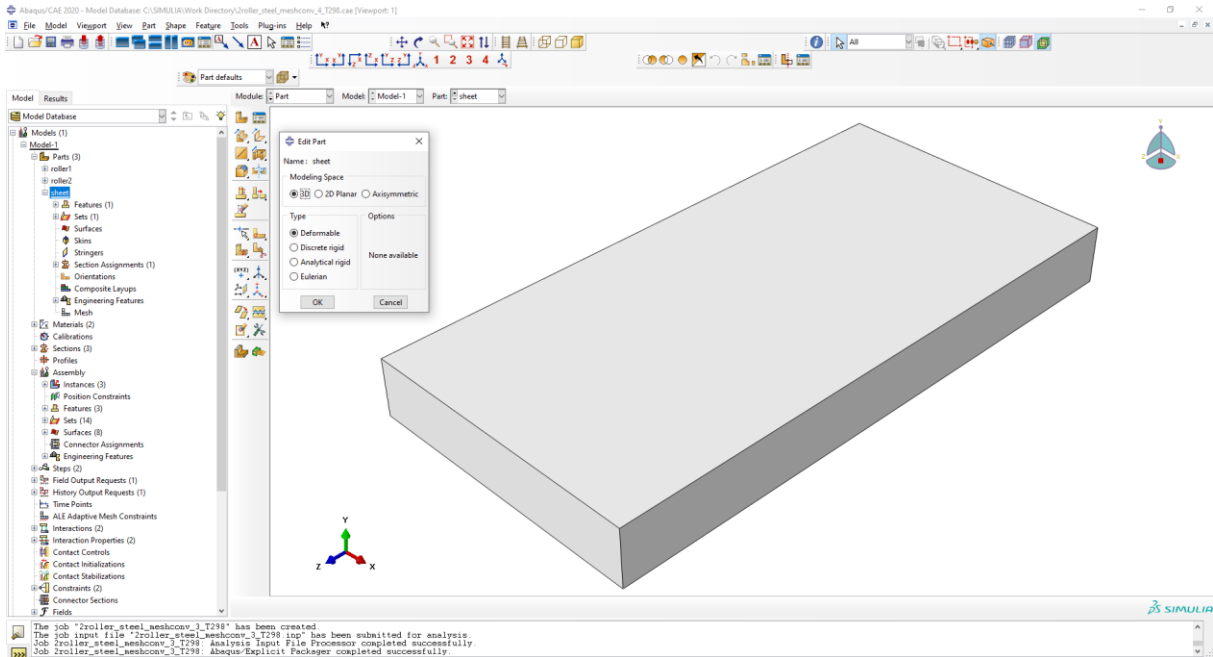 Abaqus/CAE 2020 - Model Database: C:\SIMULIA\Work Directory\2roller_steel_meshconv_4_T298.cae [Viewport: 1]
File Model Viewport View Part Shape Feature Tools Plug-ins Help
All
1 2 3 4
Part defaults
Model Results
Module: Part Model: Model-1 Part: sheet
Model Database
Models (1)
Model-1
Parts (3)
roller1
roller2
sheet
Features (1)
Sets (1)
Surfaces
Skins
Stringers
Section Assignments (1)
Orientations
Composite Layups
Engineering Features
Mesh
Materials (2)
Calibrations
Sections (3)
Profiles
Assembly
Instances (3)
Position Constraints
Features (3)
Sets (14)
Surfaces (8)
Connector Assignments
Engineering Features
Steps (2)
Field Output Requests (1)
History Output Requests (1)
Time Points
ALE Adaptive Mesh Constraints
Interactions (2)
Interaction Properties (2)
Contact Controls
Contact Initializations
Contact Stabilizations
Constraints (2)
Connector Sections
Fields
Edit Part
Name: sheet
Modeling Space
3D 2D Planar Axisymmetric
Type Options
Deformable
Discrete rigid
Analytical rigid
Eulerian
None available
OK Cancel
Y
Z X
Y
Z X
SIMULIA
The job "2roller_steel_meshconv_3_T298" has been created.
The job input file "2roller_steel_meshconv_3_T298.inp" has been submitted for analysis.
Job 2roller_steel_meshconv_3_T298: Analysis Input File Processor completed successfully.
Job 2roller_steel_meshconv_3_T298: Abaqus/Explicit Packager completed successfully.